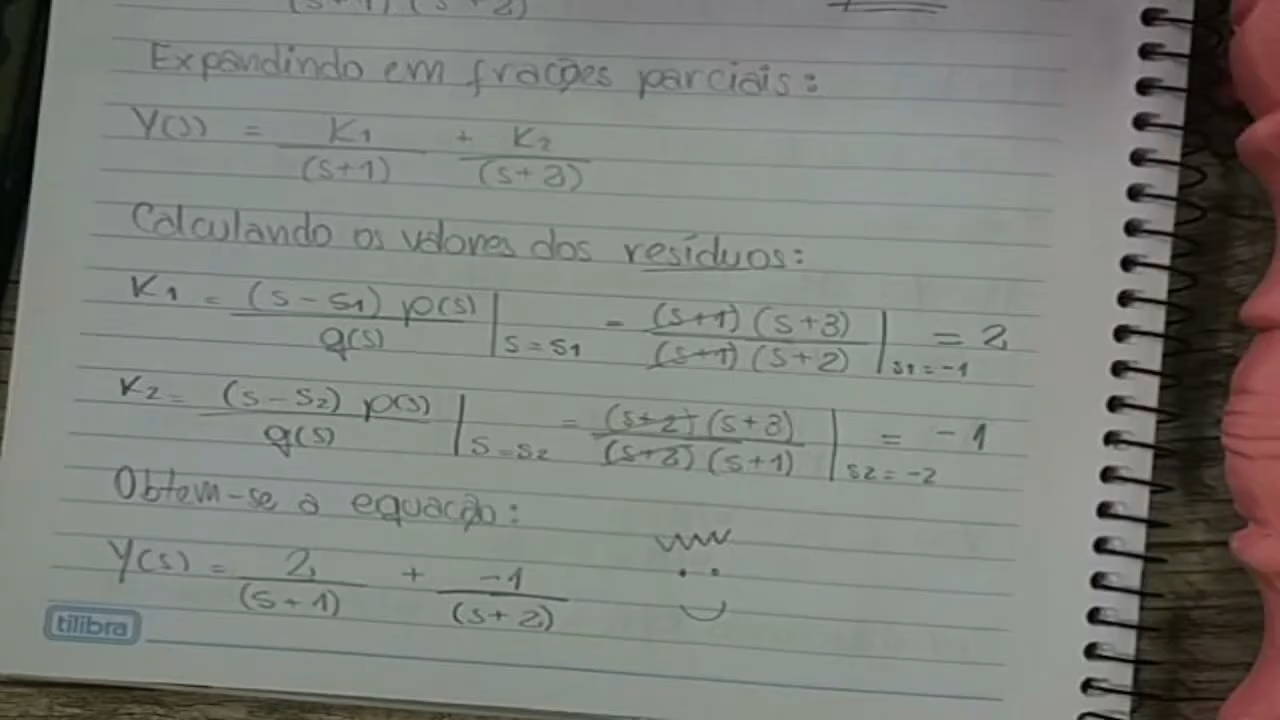 (s+1) (s+2)
Expandindo em frações parciais:
Y(s) = K1/(s+1) + K2/(s+3)
Calculando os valores dos resíduos:
K1 = (s-s1) p(s)/q(s) | s=s1 = (s+1) (s+3)/(s+1) (s+2) | s1=-1 = 2
K2 = (s-s2) p(s)/q(s) | s=s2 = (s+2) (s+3)/(s+2) (s+1) | s2=-2 = -1
Obtem-se a equação:
Y(s) = 2/(s+1) + -1/(s+2)
tilibra